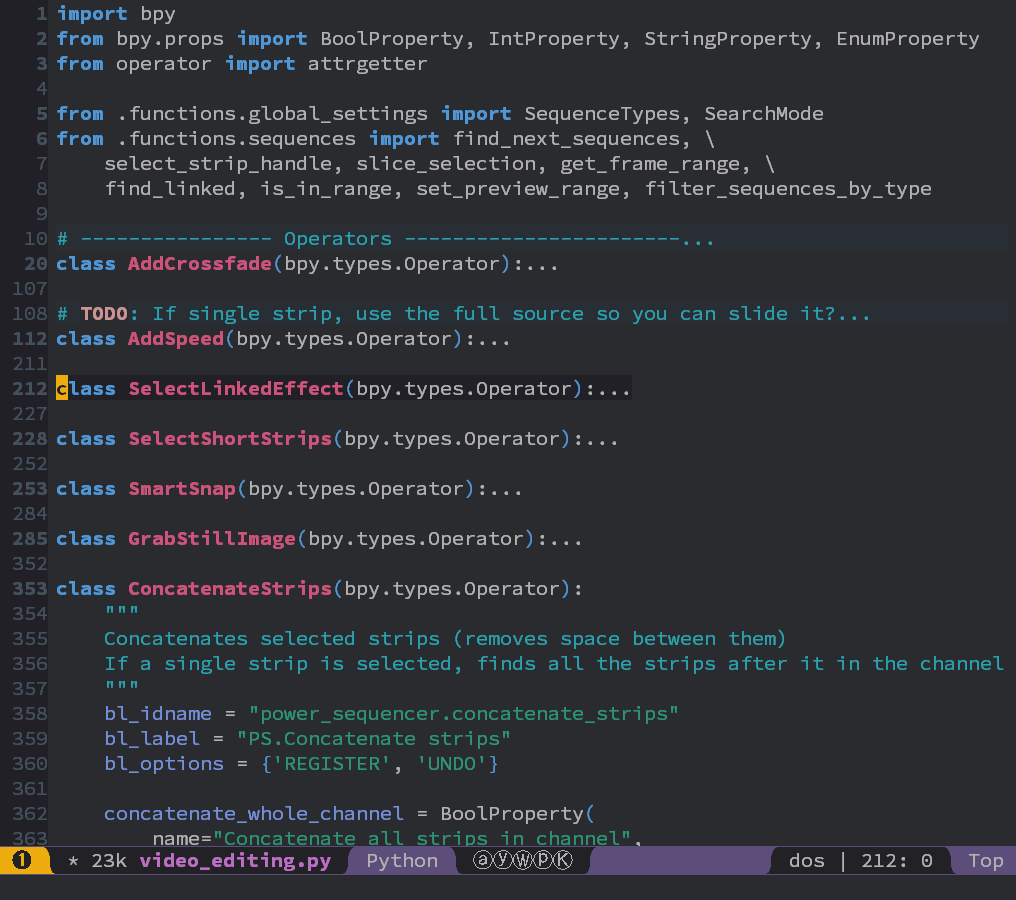 1 import bpy
2 from bpy.props import BoolProperty, IntProperty, StringProperty, EnumProperty
3 from operator import attrgetter
4
5 from .functions.global_settings import SequenceTypes, SearchMode
6 from .functions.sequences import find_next_sequences, \
7     select_strip_handle, slice_selection, get_frame_range, \
8     find_linked, is_in_range, set_preview_range, filter_sequences_by_type
9
10 # ---------------- Operators -----------------------...
20 class AddCrossfade(bpy.types.Operator):...
107
108 # TODO: If single strip, use the full source so you can slide it?...
112 class AddSpeed(bpy.types.Operator):...
211
212 class SelectLinkedEffect(bpy.types.Operator):...
227
228 class SelectShortStrips(bpy.types.Operator):...
252
253 class SmartSnap(bpy.types.Operator):...
284
285 class GrabStillImage(bpy.types.Operator):...
352
353 class ConcatenateStrips(bpy.types.Operator):
354     """
355     Concatenates selected strips (removes space between them)
356     If a single strip is selected, finds all the strips after it in the channel
357     """
358     bl_idname = "power_sequencer.concatenate_strips"
359     bl_label = "PS.Concatenate strips"
360     bl_options = {'REGISTER', 'UNDO'}
361
362     concatenate_whole_channel = BoolProperty(
363         name="Concatenate all strips in channel",
❶ * 23k video_editing.py Python ⓐⓨⓌⓟⓀ dos | 212: 0 Top